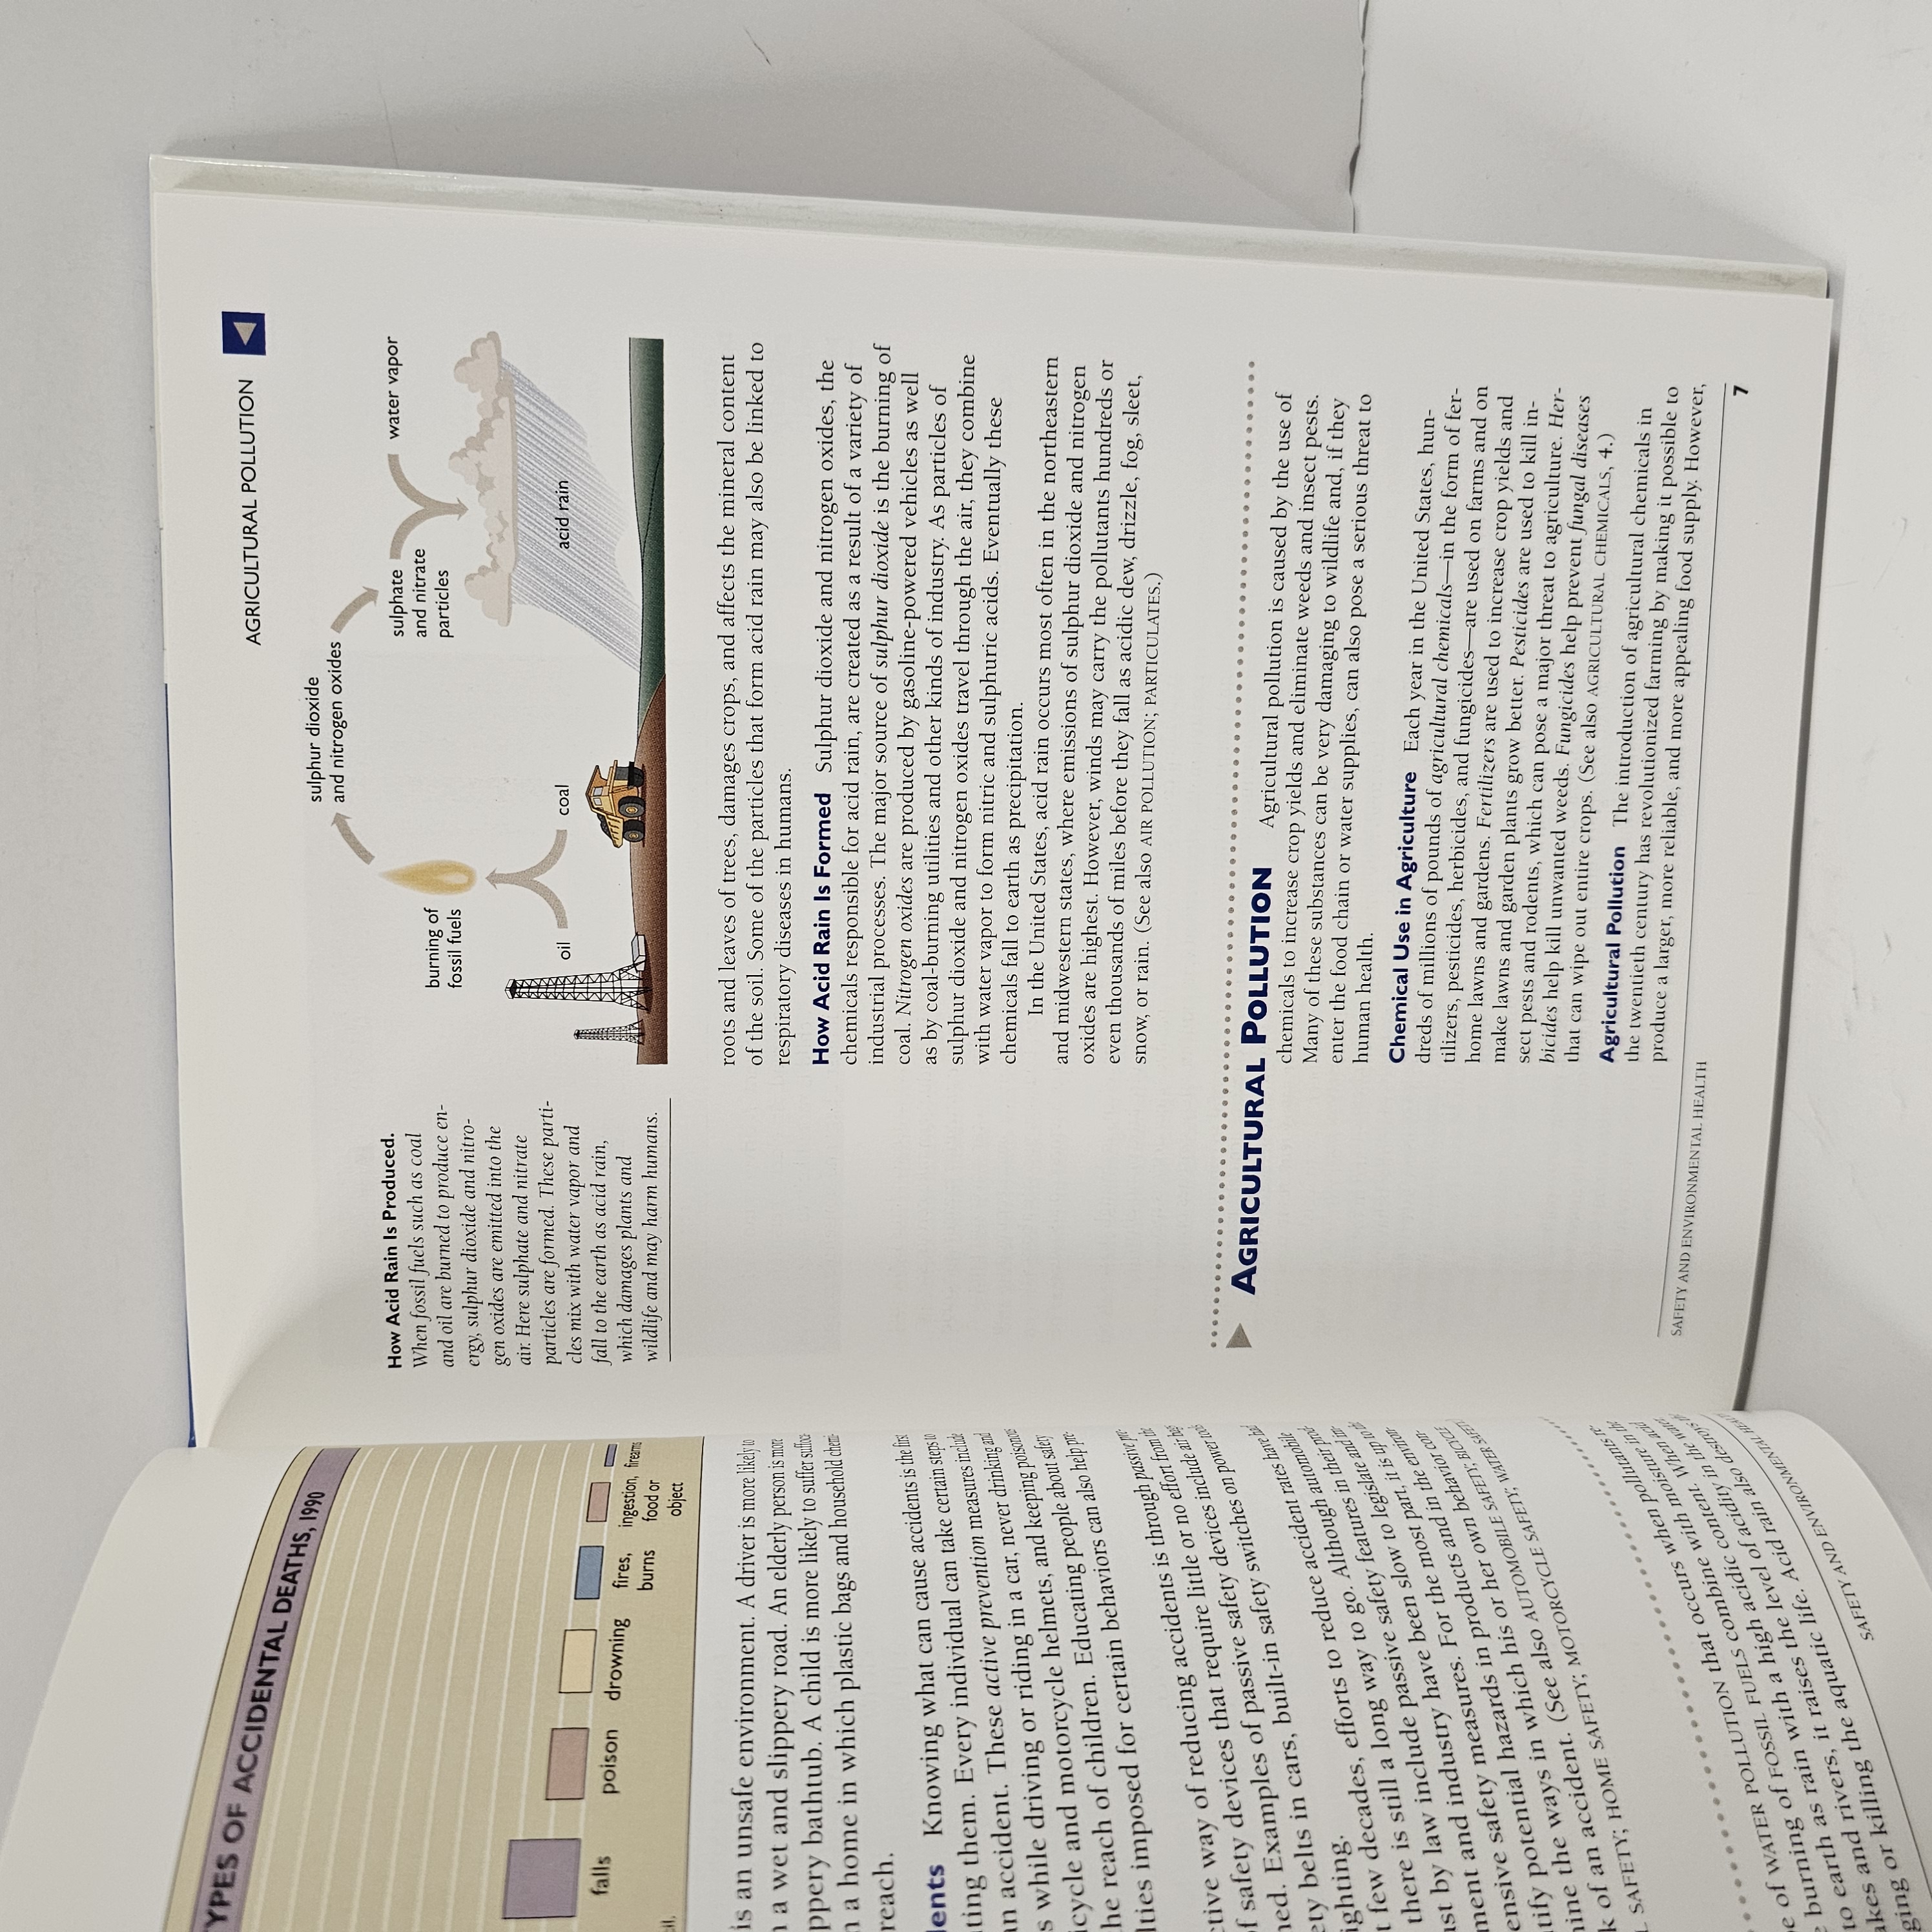 TYPES OF ACCIDENTAL DEATHS, 1990
falls
poison
drowning
fires,
burns
ingestion,
food or
object
firearms
is an unsafe environment. A driver is more likely to
a wet and slippery road. An elderly person is more
bathtub. A child is more likely to suffer suffoca-
a home in which plastic bags and household chemi-
reach.
Knowing what can cause accidents is the first
them. Every individual can take certain steps to
an accident. These active prevention measures include
while driving or riding in a car, never drinking and
and motorcycle helmets, and keeping poisonous
the reach of children. Educating people about safety
imposed for certain behaviors can also help pre-
way of reducing accidents is through passive pre-
of safety devices that require little or no effort from the
Examples of passive safety devices include air bags
belts in cars, built-in safety switches on power tools
few decades, efforts to reduce accident rates have had
there is still a long way to go. Although automobile
by law include passive safety features in their prod-
and industry have been slow to legislate and im-
safety measures. For the most part, it is up to the
potential hazards in products and in the environ-
the ways in which his or her own behavior con-
of an accident. (See also AUTOMOBILE SAFETY; BICYCLE
SAFETY; HOME SAFETY; MOTORCYCLE SAFETY; WATER SAFETY
of WATER POLLUTION that occurs when pollutants re-
burning of FOSSIL FUELS combine with moisture in the
to earth as rain with a high acidic content. When acid
and rivers, it raises the level of acidity in the water,
or killing the aquatic life. Acid rain also destroys the
SAFETY AND ENVIRONMENTAL HEALTH
AGRICULTURAL POLLUTION
How Acid Rain Is Produced.
When fossil fuels such as coal
and oil are burned to produce en-
ergy, sulphur dioxide and nitro-
gen oxides are emitted into the
air. Here sulphate and nitrate
particles are formed. These parti-
cles mix with water vapor and
fall to the earth as acid rain,
which damages plants and
wildlife and may harm humans.
sulphur dioxide
and nitrogen oxides
sulphate
and nitrate
particles
water vapor
burning of
fossil fuels
oil
coal
acid rain
roots and leaves of trees, damages crops, and affects the mineral content
of the soil. Some of the particles that form acid rain may also be linked to
respiratory diseases in humans.
How Acid Rain Is Formed Sulphur dioxide and nitrogen oxides, the
chemicals responsible for acid rain, are created as a result of a variety of
industrial processes. The major source of sulphur dioxide is the burning of
coal. Nitrogen oxides are produced by gasoline-powered vehicles as well
as by coal-burning utilities and other kinds of industry. As particles of
sulphur dioxide and nitrogen oxides travel through the air, they combine
with water vapor to form nitric and sulphuric acids. Eventually these
chemicals fall to earth as precipitation.
In the United States, acid rain occurs most often in the northeastern
and midwestern states, where emissions of sulphur dioxide and nitrogen
oxides are highest. However, winds may carry the pollutants hundreds or
even thousands of miles before they fall as acidic dew, drizzle, fog, sleet,
snow, or rain. (See also AIR POLLUTION; PARTICULATES.)
AGRICULTURAL POLLUTION Agricultural pollution is caused by the use of
chemicals to increase crop yields and eliminate weeds and insect pests.
Many of these substances can be very damaging to wildlife and, if they
enter the food chain or water supplies, can also pose a serious threat to
human health.
Chemical Use in Agriculture Each year in the United States, hun-
dreds of millions of pounds of agricultural chemicals—in the form of fer-
tilizers, pesticides, herbicides, and fungicides—are used on farms and on
home lawns and gardens. Fertilizers are used to increase crop yields and
make lawns and garden plants grow better. Pesticides are used to kill in-
sect pests and rodents, which can pose a major threat to agriculture. Her-
bicides help kill unwanted weeds. Fungicides help prevent fungal diseases
that can wipe out entire crops. (See also AGRICULTURAL CHEMICALS, 4.)
Agricultural Pollution The introduction of agricultural chemicals in
the twentieth century has revolutionized farming by making it possible to
produce a larger, more reliable, and more appealing food supply. However,
SAFETY AND ENVIRONMENTAL HEALTH
7